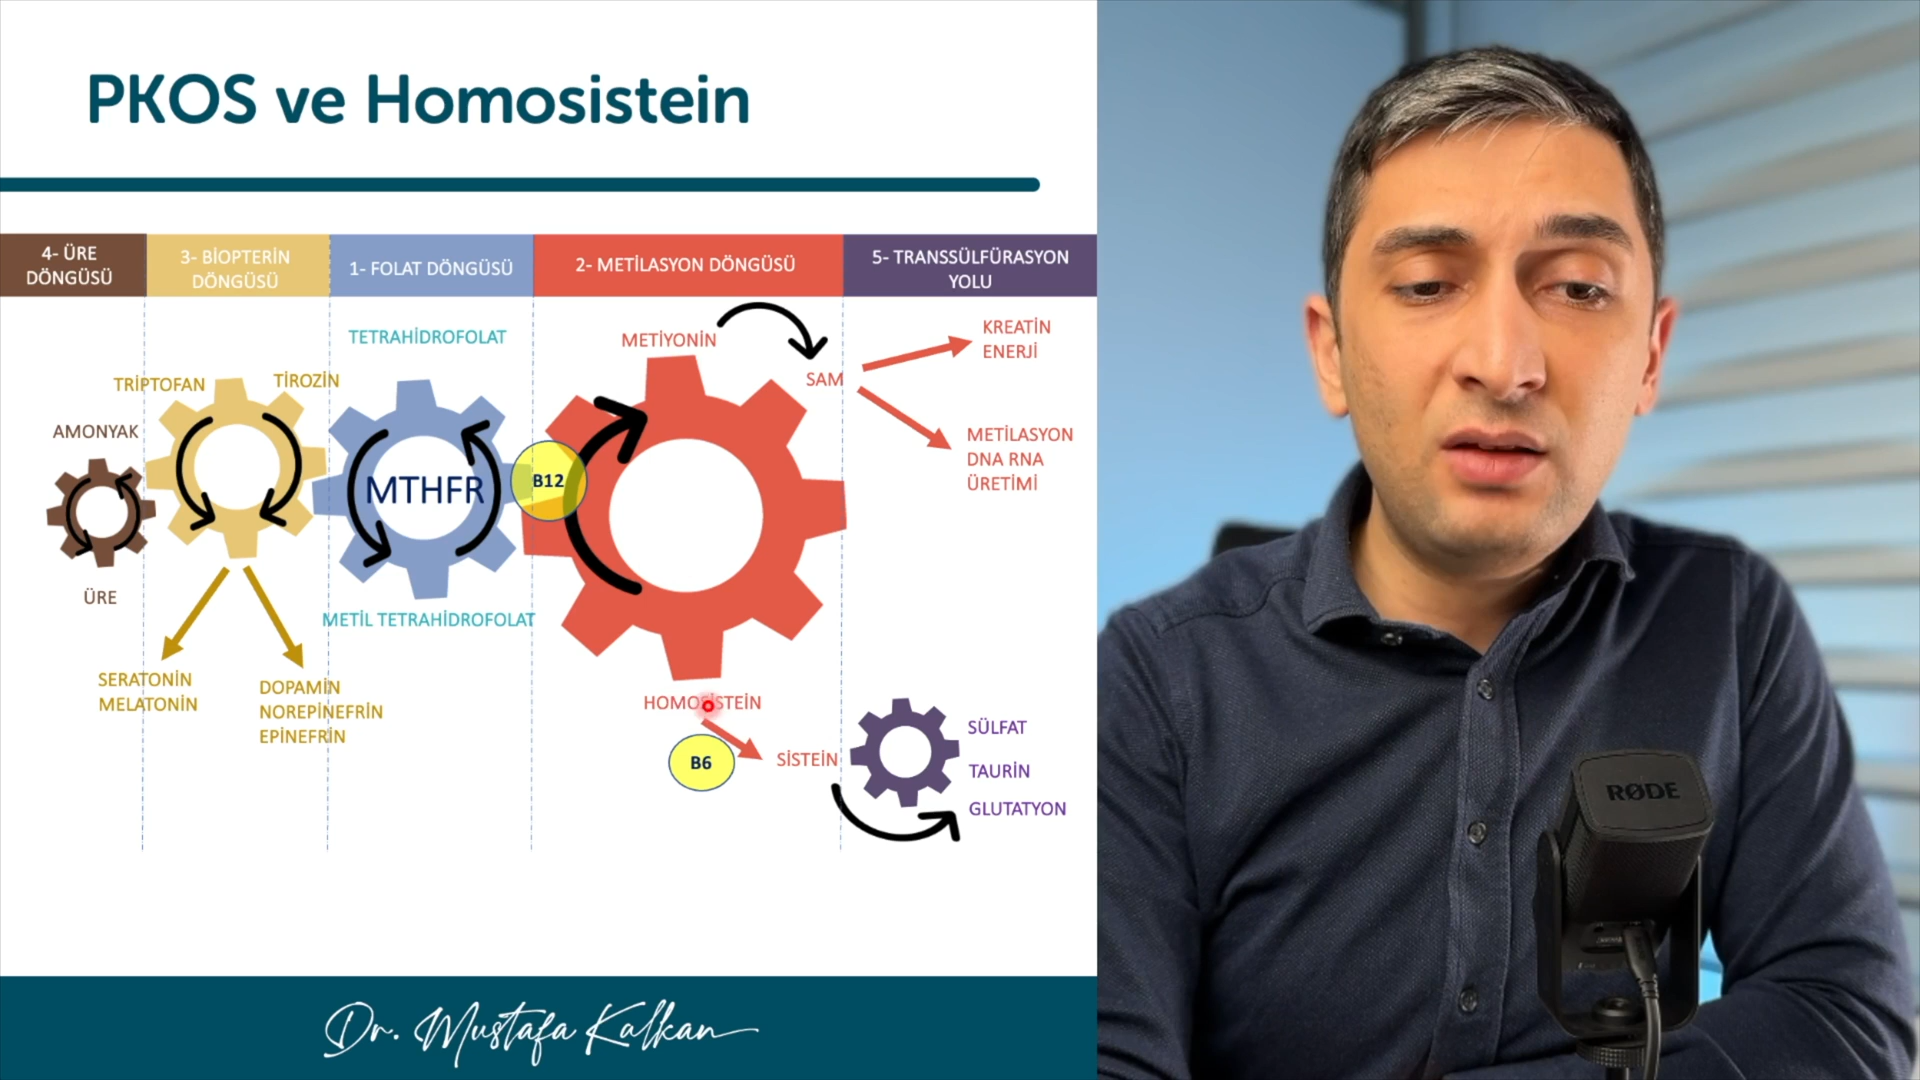 PKOS ve Homosistein
4- ÜRE
DÖNGÜSÜ
3- BİOPTERİN
DÖNGÜSÜ
1- FOLAT DÖNGÜSÜ
2- METİLASYON DÖNGÜSÜ
5- TRANSSÜLFÜRASYON
YOLU
TETRAHİDROFOLAT
METİYONİN
KREATİN
ENERJİ
SAM
TRİPTOFAN
TİROZİN
AMONYAK
METİLASYON
DNA RNA
ÜRETİMİ
MTHFR
B12
ÜRE
METİL TETRAHİDROFOLAT
SERATONİN
MELATONİN
DOPAMİN
NOREPİNEFRİN
EPİNEFRİN
HOMOSİSTEİN
B6
SİSTEİN
SÜLFAT
TAURİN
GLUTATYON
Dr. Mustafa Kalkan
RØDE